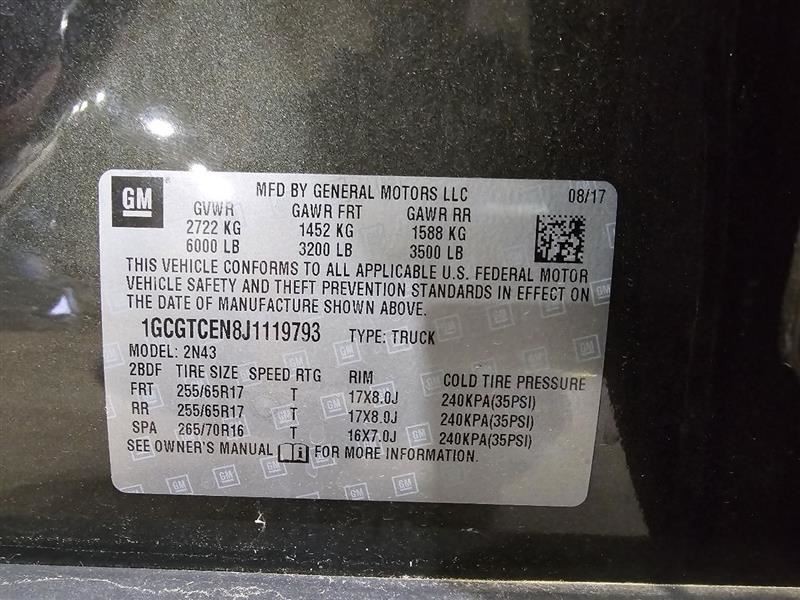 GM ® MFD BY GENERAL MOTORS LLC 08/17
GVWR GAWR FRT GAWR RR
2722 KG 1452 KG 1588 KG
6000 LB 3200 LB 3500 LB
THIS VEHICLE CONFORMS TO ALL APPLICABLE U.S. FEDERAL MOTOR
VEHICLE SAFETY AND THEFT PREVENTION STANDARDS IN EFFECT ON
THE DATE OF MANUFACTURE SHOWN ABOVE.
1GCGTCEN8J1119793 TYPE: TRUCK
MODEL: 2N43
2BDF TIRE SIZE SPEED RTG RIM COLD TIRE PRESSURE
FRT 255/65R17 T 17X8.0J 240KPA(35PSI)
RR 255/65R17 T 17X8.0J 240KPA(35PSI)
SPA 265/70R16 T 16X7.0J 240KPA(35PSI)
SEE OWNER'S MANUAL FOR MORE INFORMATION.